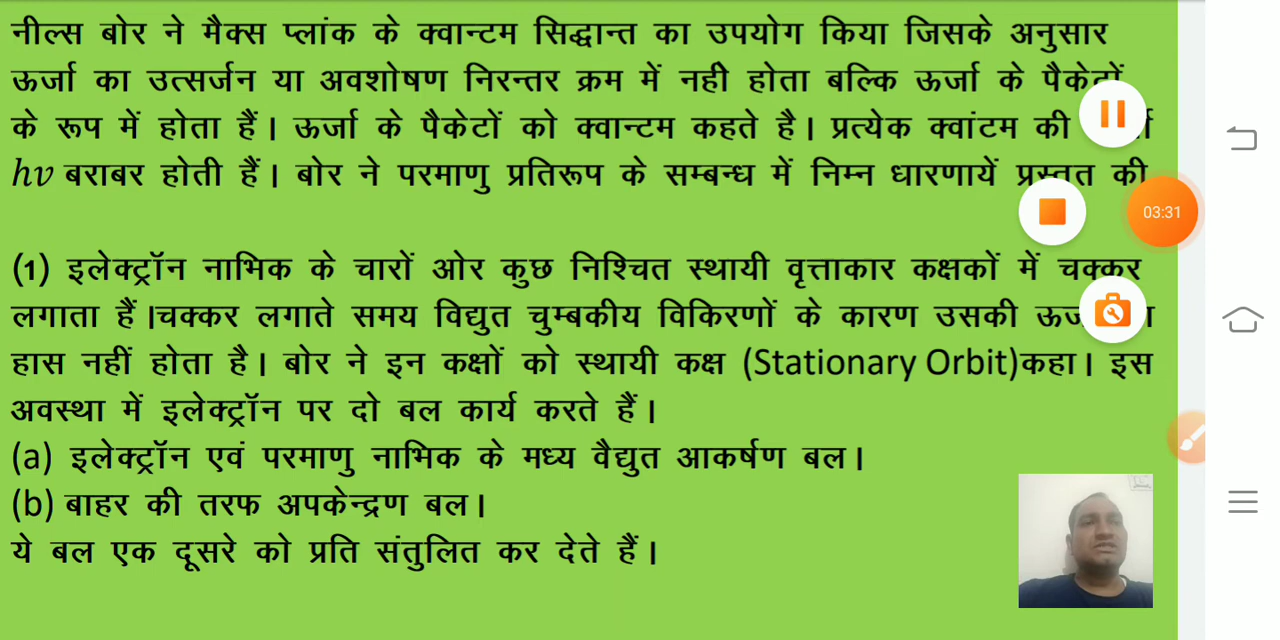 नील्स बोर ने मैक्स प्लांक के क्वान्टम सिद्धान्त का उपयोग किया जिसके अनुसार
ऊर्जा का उत्सर्जन या अवशोषण निरन्तर क्रम में नही होता बल्कि ऊर्जा के पैकेटों
के रूप में होता हैं। ऊर्जा के पैकेटों को क्वान्टम कहते है। प्रत्येक क्वांटम की
hν बराबर होती हैं। बोर ने परमाणु प्रतिरूप के सम्बन्ध में निम्न धारणायें प्रस्तुत की
03:31
(1) इलेक्ट्रॉन नाभिक के चारों ओर कुछ निश्चित स्थायी वृत्ताकार कक्षकों में चक्कर
लगाता हैं।चक्कर लगाते समय विद्युत चुम्बकीय विकिरणों के कारण उसकी
हास नहीं होता है। बोर ने इन कक्षों को स्थायी कक्ष (Stationary Orbit)कहा। इस
अवस्था में इलेक्ट्रॉन पर दो बल कार्य करते हैं।
(a) इलेक्ट्रॉन एवं परमाणु नाभिक के मध्य वैद्युत आकर्षण बल।
(b) बाहर की तरफ अपकेन्द्रण बल।
ये बल एक दूसरे को प्रति संतुलित कर देते हैं।